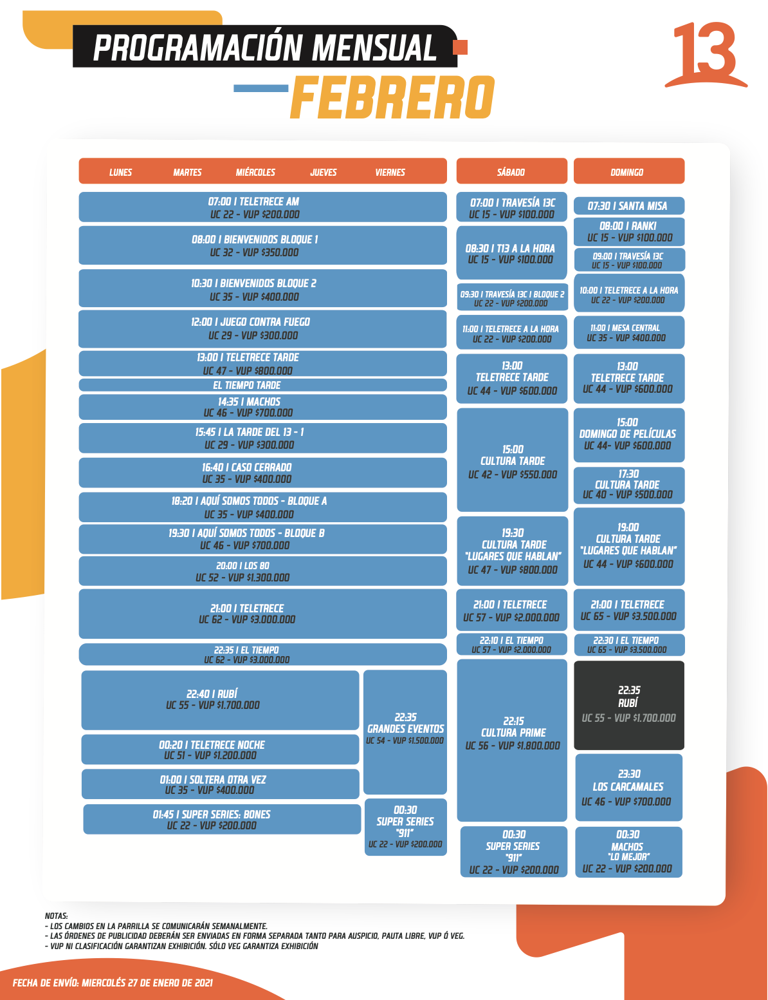 PROGRAMACIÓN MENSUAL
FEBRERO
13
LUNES MARTES MIÉRCOLES JUEVES VIERNES
07:00 | TELETRECE AM
UC 22 - VUP $200.000
08:00 | BIENVENIDOS BLOQUE 1
UC 32 - VUP $350.000
10:30 | BIENVENIDOS BLOQUE 2
UC 35 - VUP $400.000
12:00 | JUEGO CONTRA FUEGO
UC 29 - VUP $300.000
13:00 | TELETRECE TARDE
UC 47 - VUP $800.000
EL TIEMPO TARDE
14:35 | MACHOS
UC 46 - VUP $700.000
15:45 | LA TARDE DEL 13 - 1
UC 29 - VUP $300.000
16:40 | CASO CERRADO
UC 35 - VUP $400.000
18:20 | AQUÍ SOMOS TODOS - BLOQUE A
UC 35 - VUP $400.000
19:30 | AQUÍ SOMOS TODOS - BLOQUE B
UC 46 - VUP $700.000
20:00 | LOS 80
UC 52 - VUP $1.300.000
21:00 | TELETRECE
UC 62 - VUP $3.000.000
22:35 | EL TIEMPO
UC 62 - VUP $3.000.000
22:40 | RUBÍ
UC 55 - VUP $1.700.000
00:20 | TELETRECE NOCHE
UC 51 - VUP $1.200.000
01:00 | SOLTERA OTRA VEZ
UC 35 - VUP $400.000
01:45 | SUPER SERIES: BONES
UC 22 - VUP $200.000
22:35
GRANDES EVENTOS
UC 54 - VUP $1.500.000
00:30
SUPER SERIES
"911"
UC 22 - VUP $200.000
SÁBADO
07:00 | TRAVESÍA 13C
UC 15 - VUP $100.000
08:30 | T13 A LA HORA
UC 15 - VUP $100.000
09:30 | TRAVESÍA 13C | BLOQUE 2
UC 22 - VUP $200.000
11:00 | TELETRECE A LA HORA
UC 22 - VUP $200.000
13:00
TELETRECE TARDE
UC 44 - VUP $600.000
15:00
CULTURA TARDE
UC 42 - VUP $550.000
19:30
CULTURA TARDE
"LUGARES QUE HABLAN"
UC 47 - VUP $800.000
21:00 | TELETRECE
UC 57 - VUP $2.000.000
22:10 | EL TIEMPO
UC 57 - VUP $2.000.000
22:15
CULTURA PRIME
UC 56 - VUP $1.800.000
00:30
SUPER SERIES
"911"
UC 22 - VUP $200.000
DOMINGO
07:30 | SANTA MISA
08:00 | RANKI
UC 15 - VUP $100.000
09:00 | TRAVESÍA 13C
UC 15 - VUP $100.000
10:00 | TELETRECE A LA HORA
UC 22 - VUP $200.000
11:00 | MESA CENTRAL
UC 35 - VUP $400.000
13:00
TELETRECE TARDE
UC 44 - VUP $600.000
15:00
DOMINGO DE PELÍCULAS
UC 44- VUP $600.000
17:30
CULTURA TARDE
UC 40 - VUP $500.000
19:00
CULTURA TARDE
"LUGARES QUE HABLAN"
UC 44 - VUP $600.000
21:00 | TELETRECE
UC 65 - VUP $3.500.000
22:30 | EL TIEMPO
UC 65 - VUP $3.500.000
22:35
RUBÍ
UC 55 - VUP $1.700.000
23:30
LOS CARCAMALES
UC 46 - VUP $700.000
00:30
MACHOS
"LO MEJOR"
UC 22 - VUP $200.000
NOTAS:
- LOS CAMBIOS EN LA PARRILLA SE COMUNICARÁN SEMANALMENTE.
- LAS ÓRDENES DE PUBLICIDAD DEBERÁN SER ENVIADAS EN FORMA SEPARADA TANTO PARA AUSPICIO, PAUTA LIBRE, VUP Ó VEG.
- VUP NI CLASIFICACIÓN GARANTIZAN EXHIBICIÓN. SÓLO VEG GARANTIZA EXHIBICIÓN
FECHA DE ENVÍO: MIERCOLÉS 27 DE ENERO DE 2021